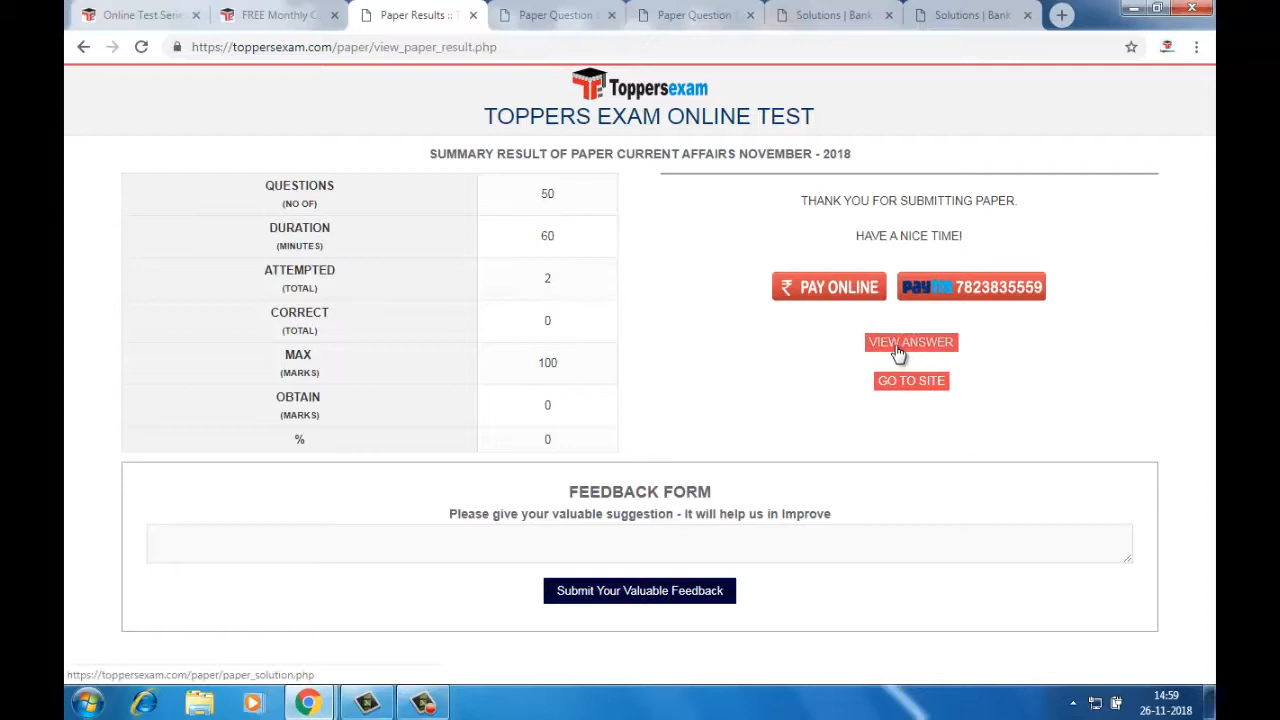 Online Test Serie
FREE Monthly C
Paper Results :: T
Paper Question
Paper Question
Solutions | Bank
Solutions | Bank
https://toppersexam.com/paper/view_paper_result.php
Toppersexam
TOPPERS EXAM ONLINE TEST
SUMMARY RESULT OF PAPER CURRENT AFFAIRS NOVEMBER - 2018
QUESTIONS
(NO OF)
50
DURATION
(MINUTES)
60
ATTEMPTED
(TOTAL)
2
CORRECT
(TOTAL)
0
MAX
(MARKS)
100
OBTAIN
(MARKS)
0
%
0
THANK YOU FOR SUBMITTING PAPER.
HAVE A NICE TIME!
₹ PAY ONLINE
paytm 7823835559
VIEW ANSWER
GO TO SITE
FEEDBACK FORM
Please give your valuable suggestion - It will help us in Improve
Submit Your Valuable Feedback
https://toppersexam.com/paper/paper_solution.php
14:59
26-11-2018